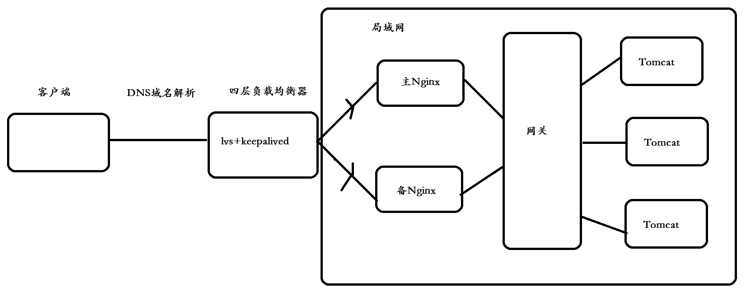 局域网
客户端
DNS域名解析
四层负载均衡器
lvs+keepalived
主Nginx
备Nginx
网关
Tomcat
Tomcat
Tomcat